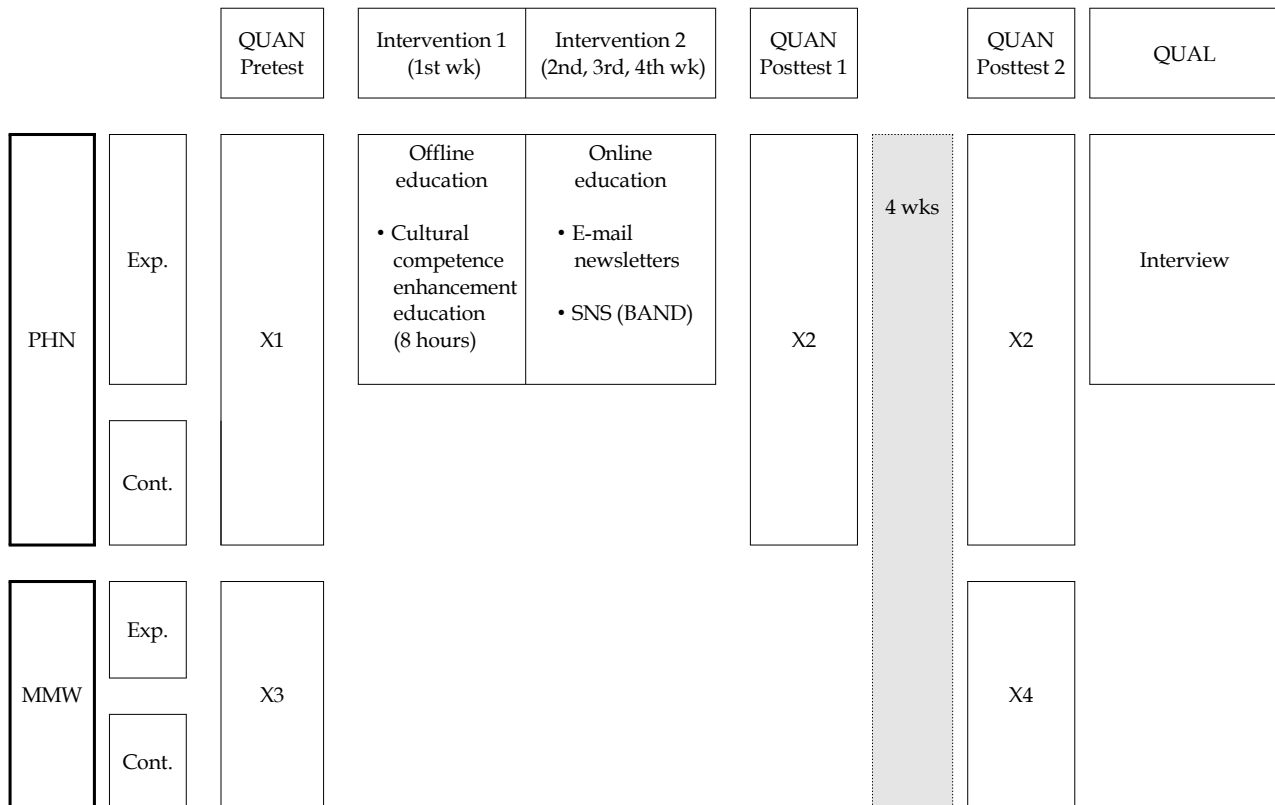 QUAN
Pretest
Intervention 1
(1st wk)
Intervention 2
(2nd, 3rd, 4th wk)
QUAN
Posttest 1
QUAN
Posttest 2
QUAL
PHN
Exp.
Cont.
X1
Offline
education
• Cultural
competence
enhancement
education
(8 hours)
Online
education
• E-mail
newsletters
• SNS (BAND)
X2
4 wks
X2
Interview
MMW
Exp.
Cont.
X3
X4